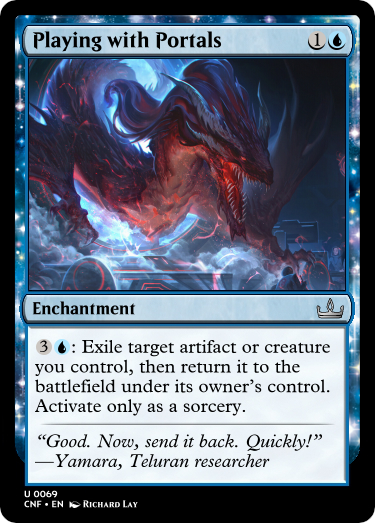 Playing with Portals 1
Enchantment
3 : Exile target artifact or creature
you control, then return it to the
battlefield under its owner's control.
Activate only as a sorcery.
“Good. Now, send it back. Quickly!”
—Yamara, Teluran researcher
U 0069
CNF • EN Richard Lay